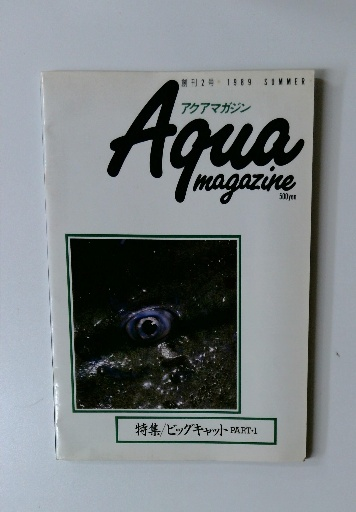 創刊2号・1989 SUMMER
アクアマガジン
Aqua
magazine
500yen
特集/ビッグキャット PART・1